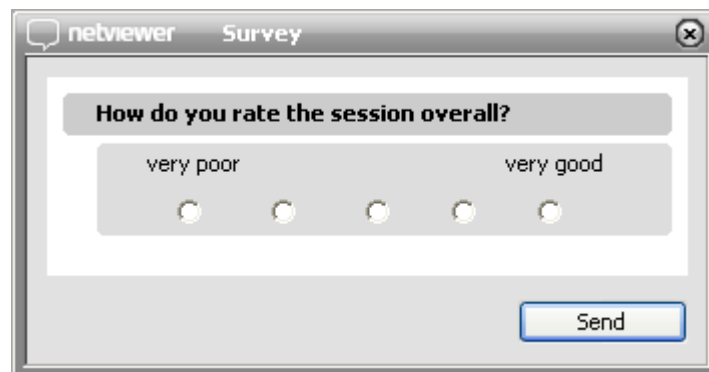 netviewer Survey
How do you rate the session overall?
very poor very good
Send